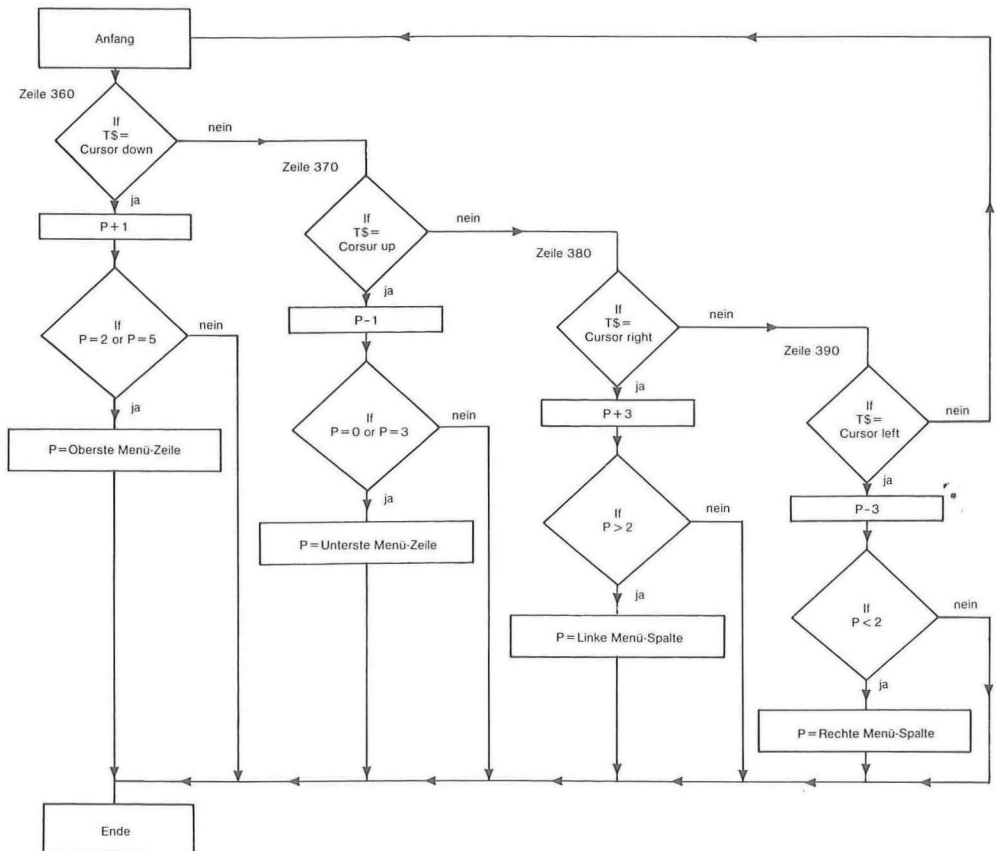 Anfang
Zeile 360
If
T$=
Cursor down
nein
ja
P+1
If
P=2 or P=5
nein
ja
P=Oberste Menü-Zeile
Zeile 370
If
T$=
Corsur up
nein
ja
P-1
If
P=0 or P=3
nein
ja
P=Unterste Menü-Zeile
Zeile 380
If
T$=
Cursor right
nein
ja
P+3
If
P>2
nein
ja
P=Linke Menü-Spalte
Zeile 390
If
T$=
Cursor left
nein
ja
P-3
If
P<2
nein
ja
P=Rechte Menü-Spalte
Ende